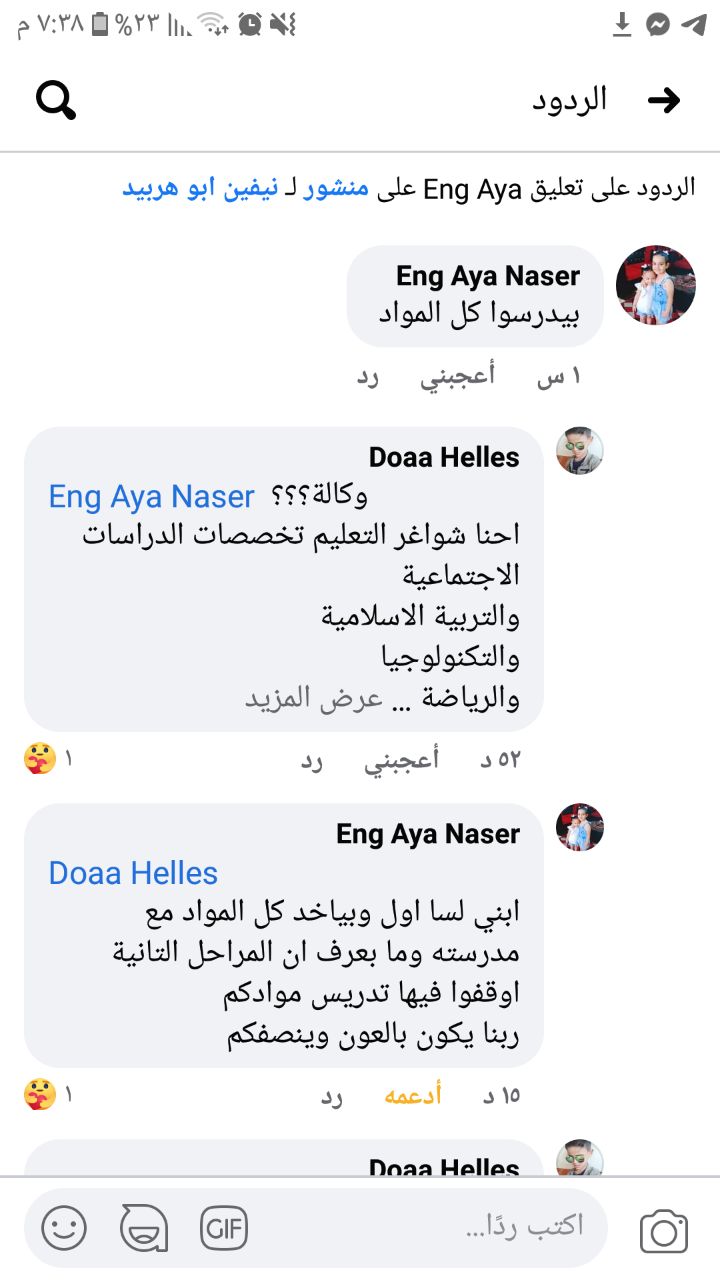 ٧:٣٨ م ٢٣%
الردود
الردود على تعليق Eng Aya على منشور لـ نيفين ابو هربيد
Eng Aya Naser
بيدرسوا كل المواد
١ س أعجبني رد
Doaa Helles
Eng Aya Naser وكالة؟؟؟
احنا شواغر التعليم تخصصات الدراسات
الاجتماعية
والتربية الاسلامية
والتكنولوجيا
والرياضة ... عرض المزيد
٥٢ د أعجبني رد ١
Eng Aya Naser
Doaa Helles
ابني لسا اول وبياخد كل المواد مع
مدرسته وما بعرف ان المراحل التانية
اوقفوا فيها تدريس موادكم
ربنا يكون بالعون وينصفكم
١٥ د أدعمه رد ١
Doaa Helles
اكتب ردًا...
GIF